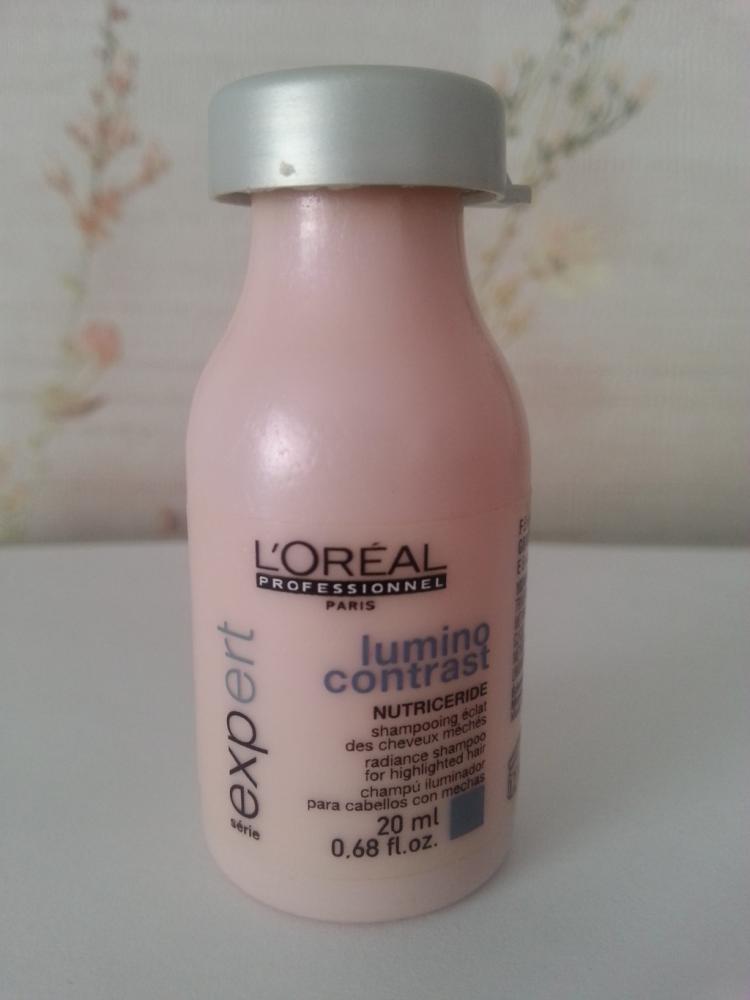 L'ORÉAL
PROFESSIONNEL
PARIS
série expert
lumino
contrast
NUTRICERIDE
shampooing éclat
des cheveux méchés
radiance shampoo
for highlighted hair
champú iluminador
para cabellos con mechas
20 ml
0.68 fl.oz.